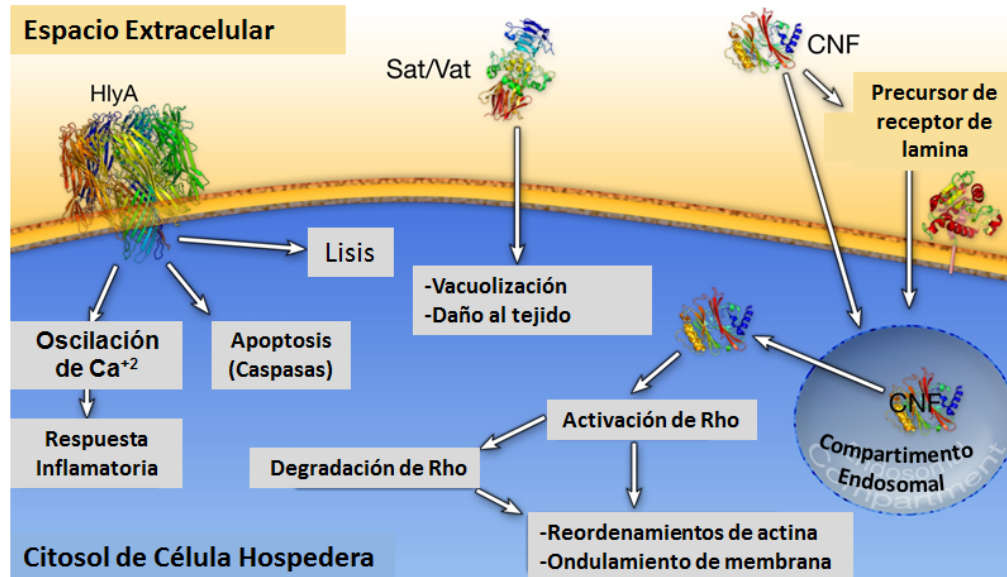 Espacio Extracelular
HlyA
Sat/Vat
CNF
Precursor de
receptor de
lamina
Lisis
-Vacuolización
-Daño al tejido
Oscilación
de Ca⁺²
Apoptosis
(Caspasas)
Respuesta
Inflamatoria
Activación de Rho
Degradación de Rho
CNF
Compartimento
Endosomal
Compartment
-Reordenamientos de actina
-Ondulamiento de membrana
Citosol de Célula Hospedera